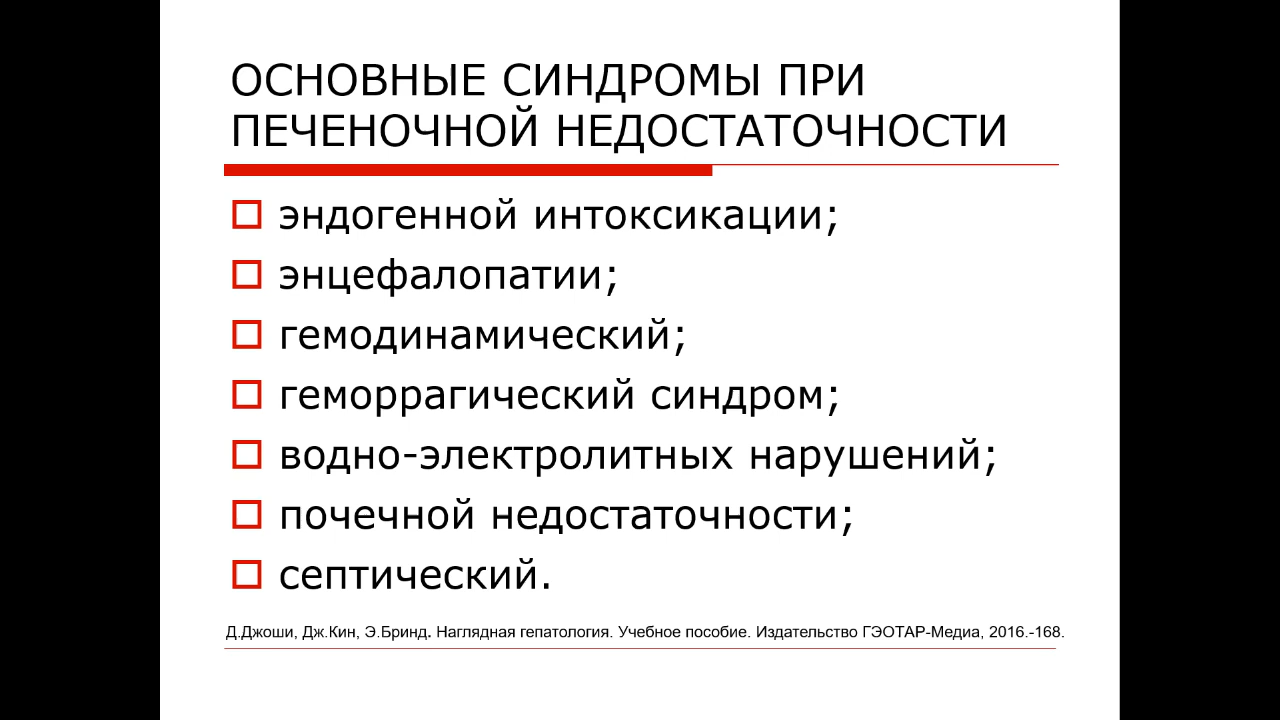 ОСНОВНЫЕ СИНДРОМЫ ПРИ
ПЕЧЕНОЧНОЙ НЕДОСТАТОЧНОСТИ
эндогенной интоксикации;
энцефалопатии;
гемодинамический;
геморрагический синдром;
водно-электролитных нарушений;
почечной недостаточности;
септический.
Д.Джоши, Дж.Кин, Э.Бринд. Наглядная гепатология. Учебное пособие. Издательство ГЭОТАР-Медиа, 2016.-168.